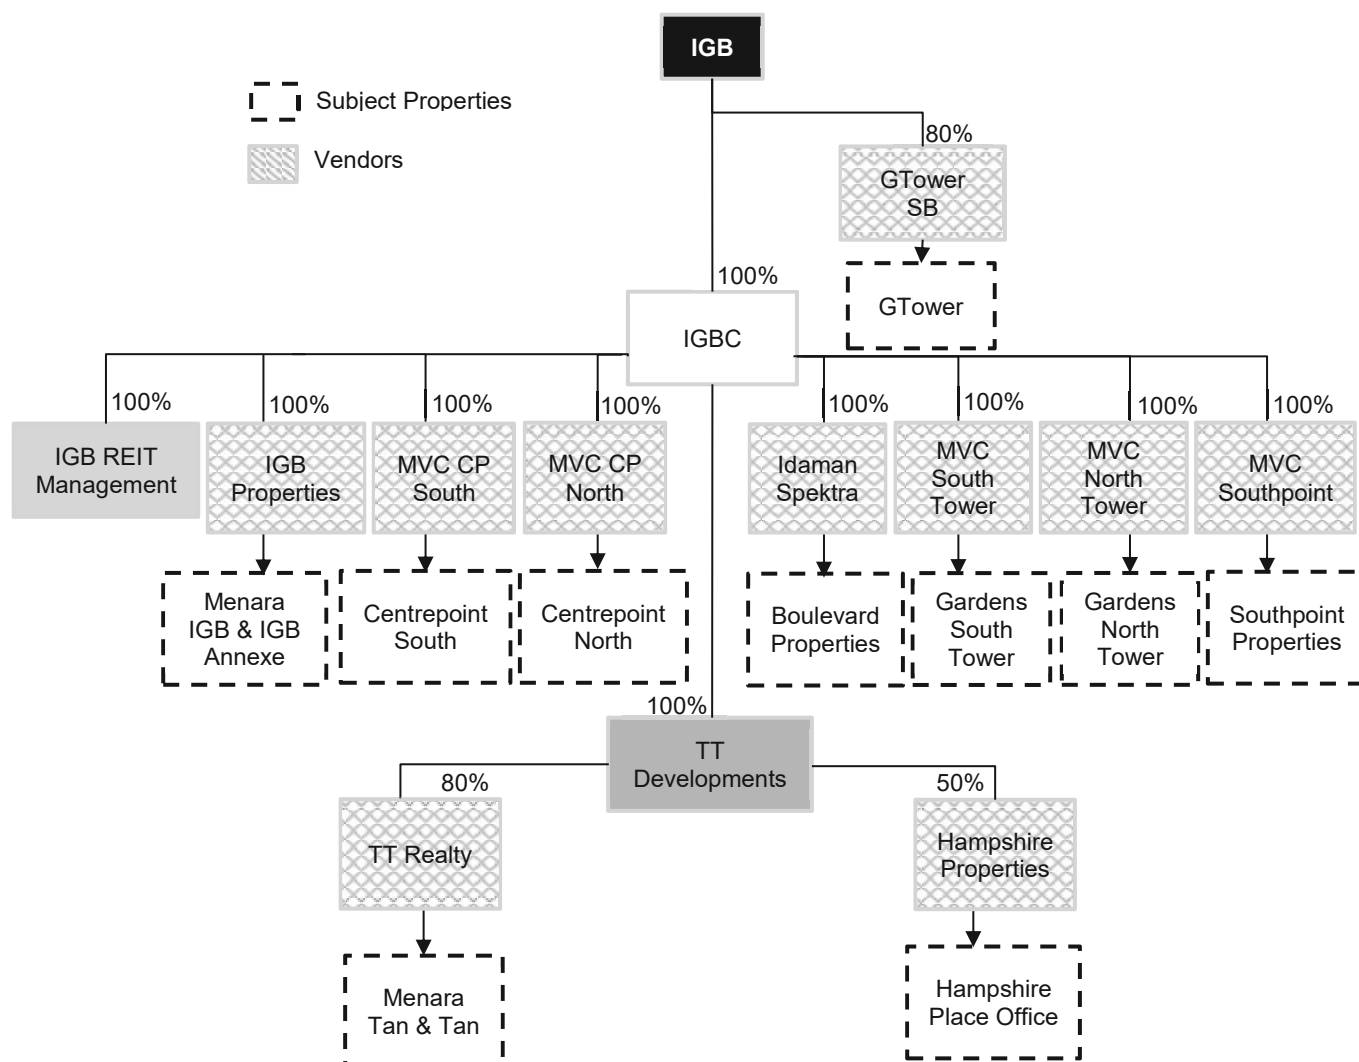 IGB
Subject Properties
Vendors
80%
GTower
SB
GTower
100%
IGBC
100%
100%
100%
100%
100%
100%
100%
100%
IGB REIT
Management
IGB
Properties
MVC CP
South
MVC CP
North
Idaman
Spektra
MVC
South
Tower
MVC
North
Tower
MVC
Southpoint
Menara
IGB & IGB
Annexe
Centrepoint
South
Centrepoint
North
Boulevard
Properties
Gardens
South
Tower
Gardens
North
Tower
Southpoint
Properties
100%
TT
Developments
80%
50%
TT Realty
Hampshire
Properties
Menara
Tan & Tan
Hampshire
Place Office